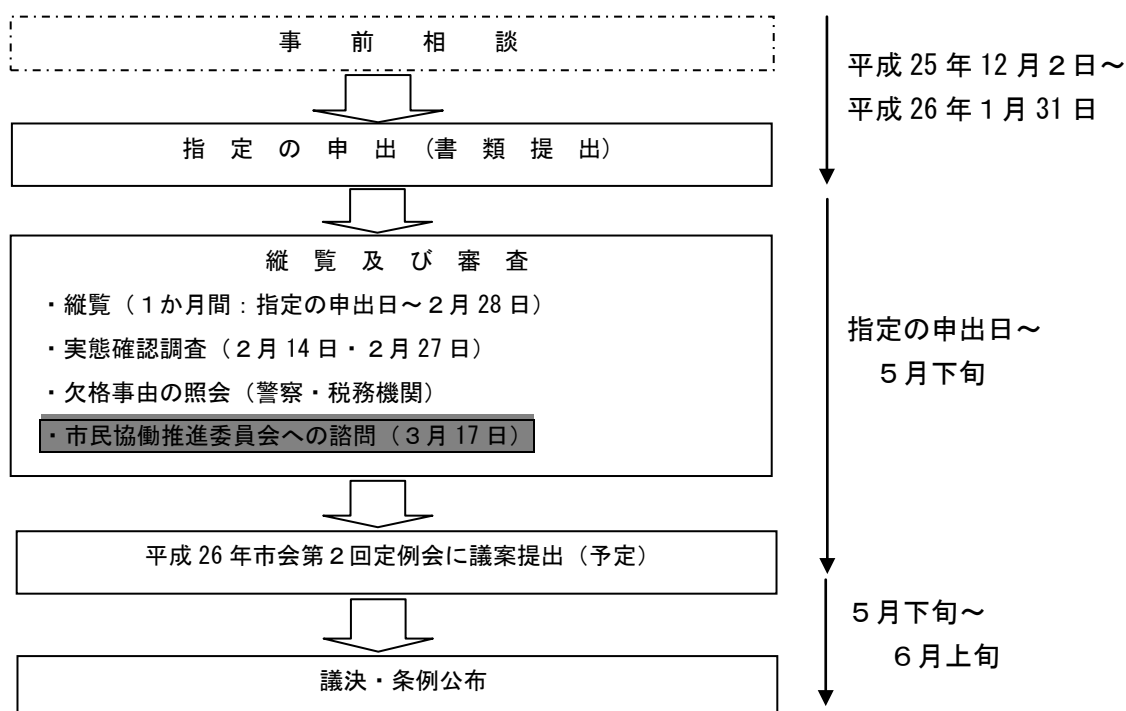 事前相談
平成25年12月2日～
平成26年1月31日
指定の申出（書類提出）
縦覧及び審査
・縦覧（1か月間：指定の申出日～2月28日）
・実態確認調査（2月14日・2月27日）
・欠格事由の照会（警察・税務機関）
・市民協働推進委員会への諮問（3月17日）
指定の申出日～
5月下旬
平成26年市会第2回定例会に議案提出（予定）
5月下旬～
6月上旬
議決・条例公布